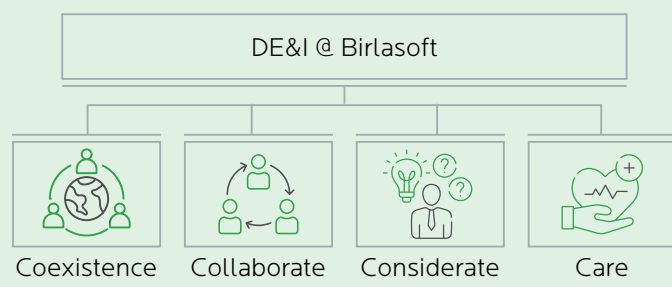 DE&I @ Birlasoft
Coexistence
Collaborate
Considerate
Care